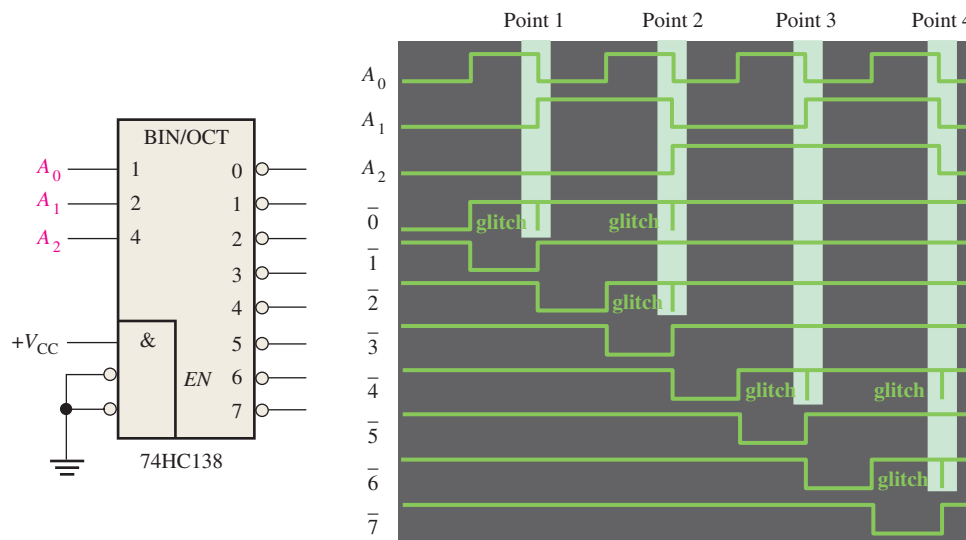 Point 1 Point 2 Point 3 Point 4
BIN/OCT
A0 1 0
A1 2 1
A2 4 2
3
4
+VCC & 5
EN 6
7
74HC138
A0
A1
A2
0̅ glitch glitch
1̅
2̅ glitch
3̅
4̅ glitch glitch
5̅
6̅ glitch
7̅